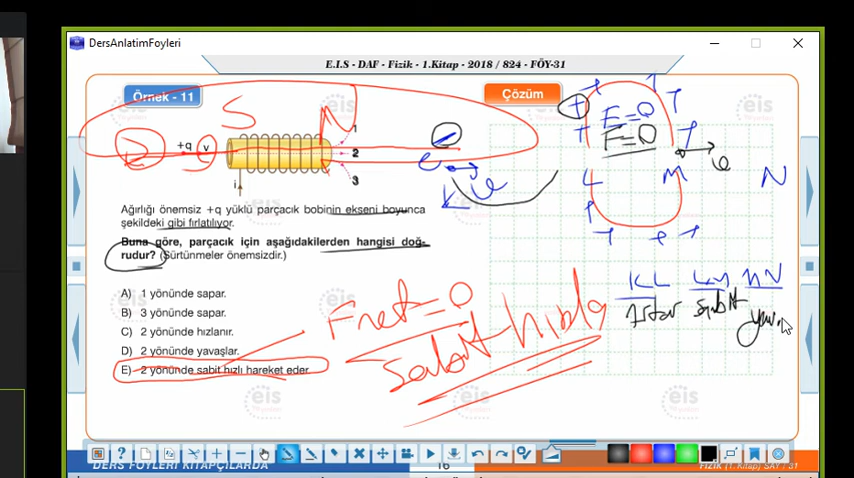 DersAnlatimFoyleri
E.I.S - DAF - Fizik - 1.Kitap - 2018 / 824 - FÖY-31
Örnek - 11
S
N
+q
v
i
1
2
3
Ağırlığı önemsiz +q yüklü parçacık bobinin ekseni boyunca
şekildeki gibi fırlatılıyor.
Buna göre, parçacık için aşağıdakilerden hangisi doğ-
rudur? (Sürtünmeler önemsizdir.)
A) 1 yönünde sapar.
B) 3 yönünde sapar.
C) 2 yönünde hızlanır.
D) 2 yönünde yavaşlar.
E) 2 yönünde sabit hızlı hareket eder.
Fnet=0
sabit hızlı
Çözüm
E=0
F=0
L M N
KL LM MN
Artar sabit
eis
DERS FÖYLERİ KİTAPÇILARDA
16
FİZİK (1. Kitap) SAY / 31